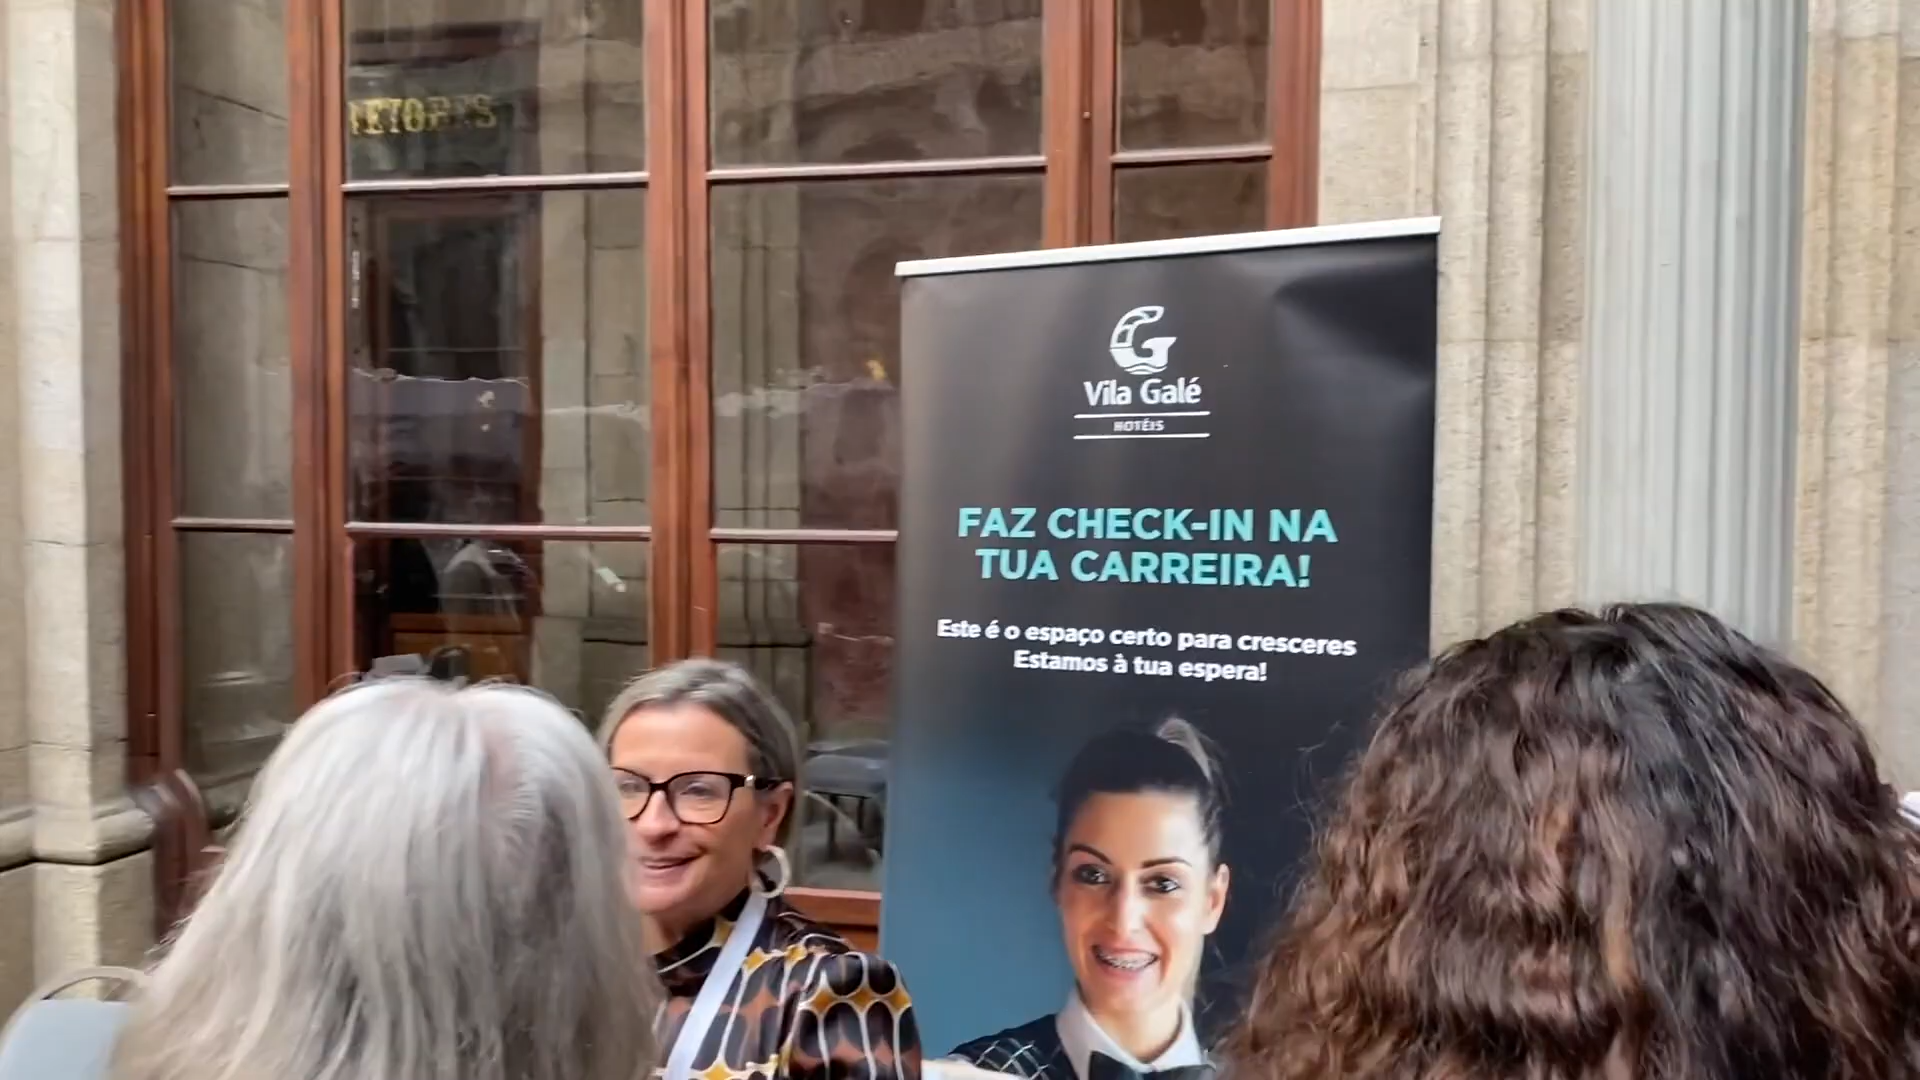 Vila Galé
HOTÉIS
FAZ CHECK-IN NA
TUA CARREIRA!
Este é o espaço certo para cresceres
Estamos à tua espera!